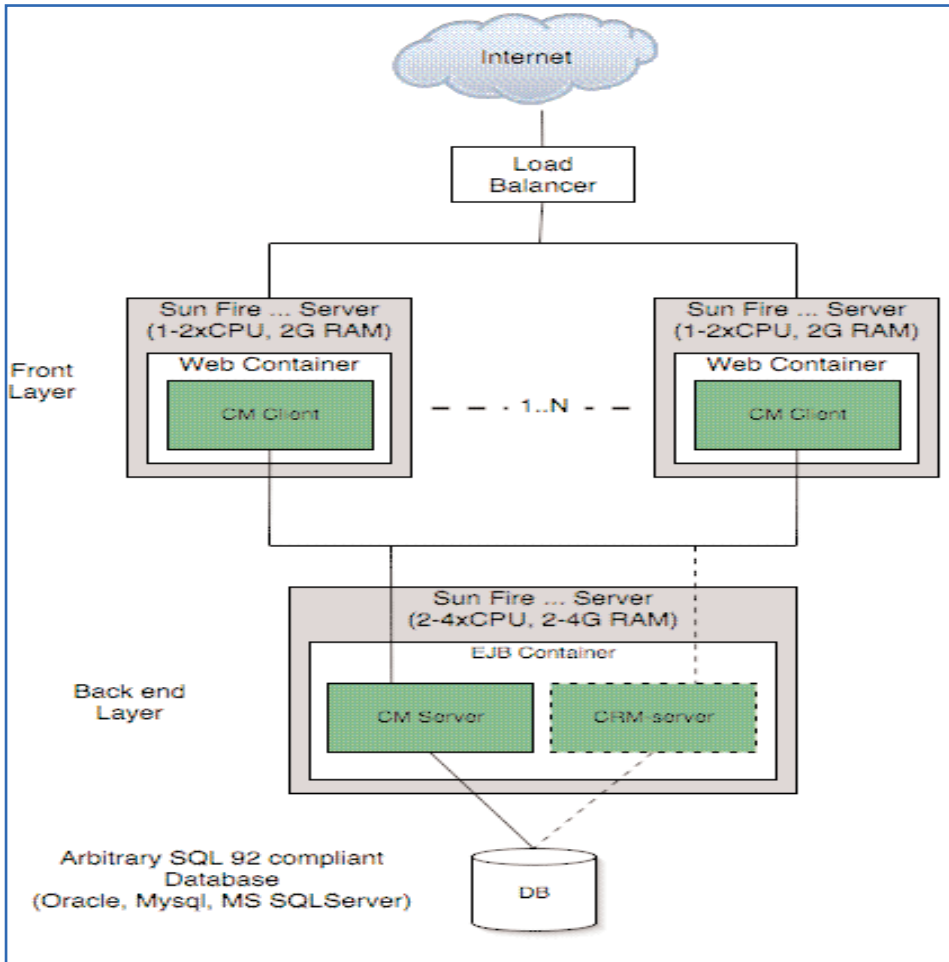 Internet
Load
Balancer
Sun Fire ... Server
(1-2xCPU, 2G RAM)
Web Container
CM Client
Sun Fire ... Server
(1-2xCPU, 2G RAM)
Web Container
CM Client
Front
Layer
1..N
Sun Fire ... Server
(2-4xCPU, 2-4G RAM)
EJB Container
CM Server
CRM-server
Back end
Layer
Arbitrary SQL 92 compliant
Database
(Oracle, Mysql, MS SQLServer)
DB